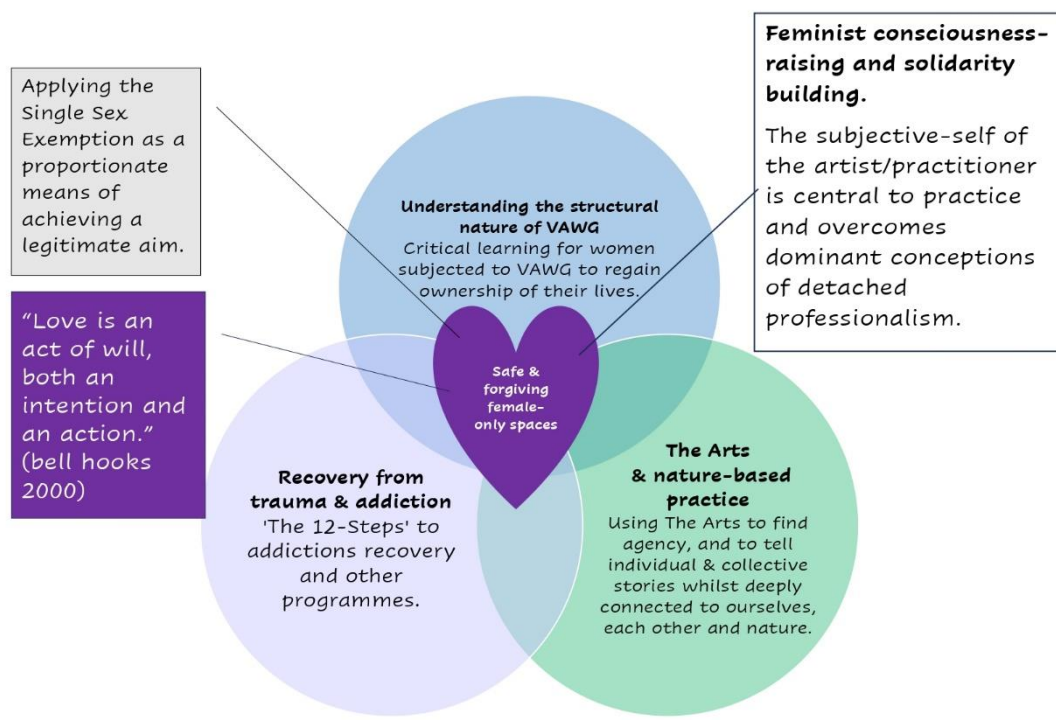 Applying the
Single Sex
Exemption as a
proportionate
means of
achieving a
legitimate aim.
“Love is an
act of will,
both an
intention and
an action.”
(bell hooks
2000)
Understanding the structural
nature of VAWG
Critical learning for women
subjected to VAWG to regain
ownership of their lives.
Safe &
forgiving
female-
only spaces
Recovery from
trauma & addiction
'The 12-Steps' to
addictions recovery
and other
programmes.
The Arts
& nature-based
practice
Using The Arts to find
agency, and to tell
individual & collective
stories whilst deeply
connected to ourselves,
each other and nature.
Feminist consciousness-
raising and solidarity
building.
The subjective-self of
the artist/practitioner
is central to practice
and overcomes
dominant conceptions
of detached
professionalism.